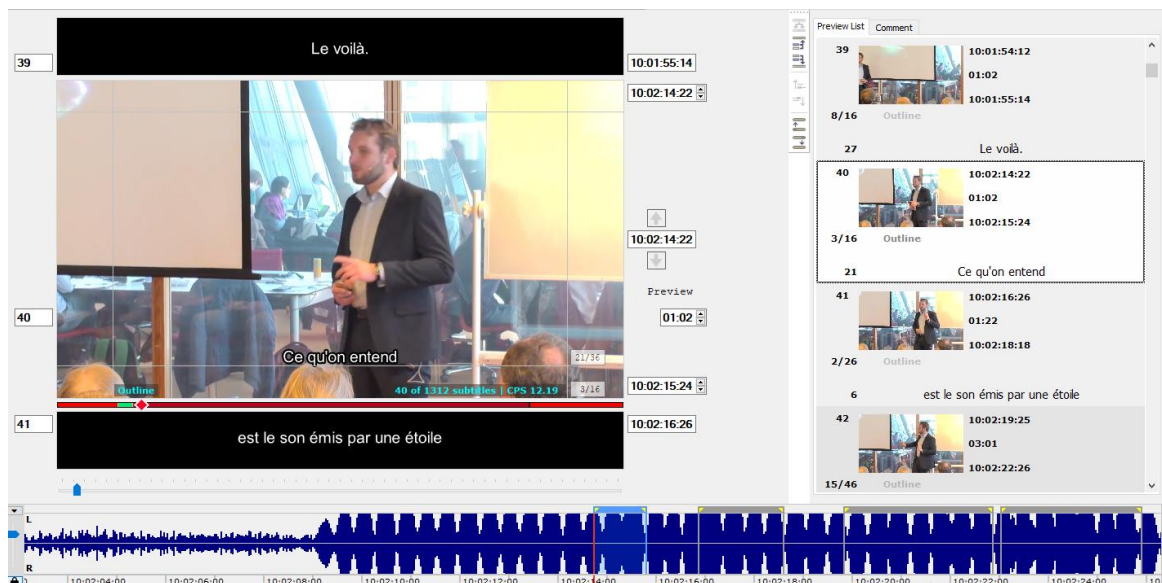 Le voilà.
39
10:01:55:14
10:02:14:22
10:02:14:22
Preview
40
01:02
Ce qu'on entend
21/36
Outline
40 of 1312 subtitles | CPS 12.19
3/16
10:02:15:24
41
10:02:16:26
est le son émis par une étoile
Preview List
Comment
39
10:01:54:12
01:02
10:01:55:14
8/16
Outline
27
Le voilà.
40
10:02:14:22
01:02
10:02:15:24
3/16
Outline
21
Ce qu'on entend
41
10:02:16:26
01:22
10:02:18:18
2/26
Outline
6
est le son émis par une étoile
42
10:02:19:25
03:01
10:02:22:26
15/46
Outline
L
R
10:02:04:00
10:02:06:00
10:02:08:00
10:02:10:00
10:02:12:00
10:02:14:00
10:02:16:00
10:02:18:00
10:02:20:00
10:02:22:00
10:02:24:00